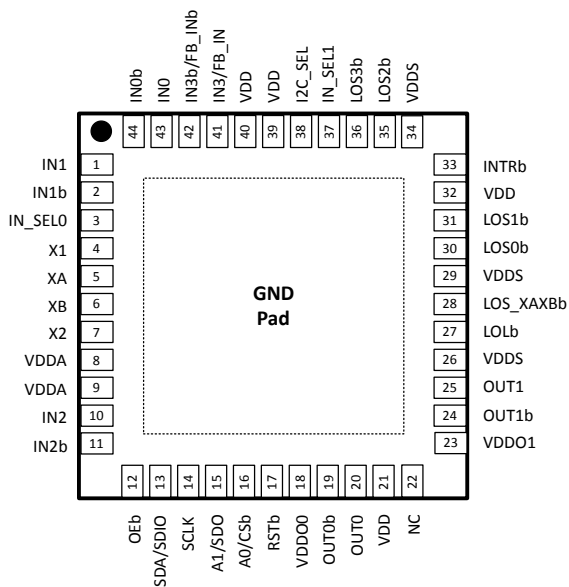 IN0b
IN0
IN3b/FB_INb
IN3/FB_IN
VDD
VDD
I2C_SEL
IN_SEL1
LOS3b
LOS2b
VDDS
44 43 42 41 40 39 38 37 36 35 34
IN1 1
IN1b 2
IN_SEL0 3
X1 4
XA 5
XB 6
X2 7
VDDA 8
VDDA 9
IN2 10
IN2b 11
GND
Pad
33 INTRb
32 VDD
31 LOS1b
30 LOS0b
29 VDDS
28 LOS_XAXBb
27 LOLb
26 VDDS
25 OUT1
24 OUT1b
23 VDDO1
12 13 14 15 16 17 18 19 20 21 22
OEb
SDA/SDIO
SCLK
A1/SDO
A0/CSb
RSTb
VDDO0
OUT0b
OUT0
VDD
NC